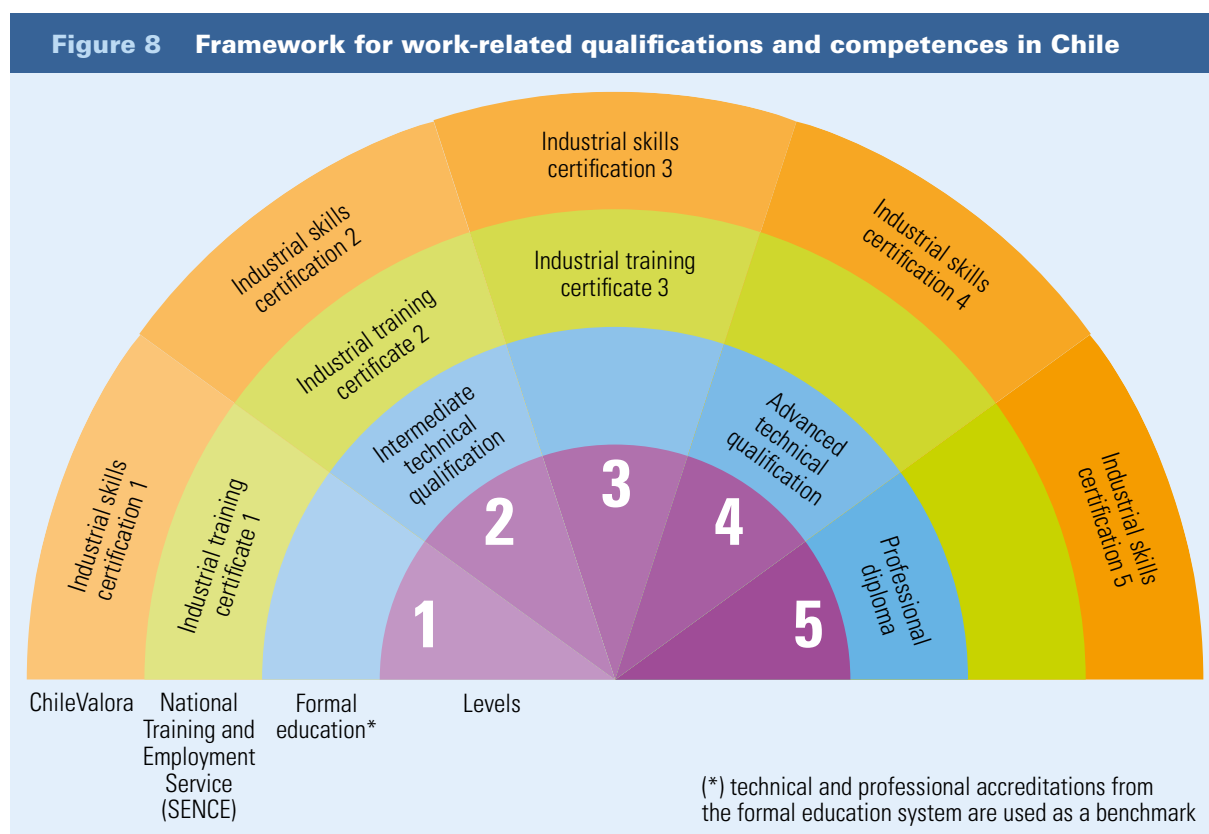 Figure 8 Framework for work-related qualifications and competences in Chile
Industrial skills
certification 1
Industrial skills
certification 2
Industrial skills
certification 3
Industrial skills
certification 4
Industrial skills
certification 5
Industrial training
certificate 1
Industrial training
certificate 2
Industrial training
certificate 3
Intermediate
technical
qualification
Advanced
technical
qualification
Professional
diploma
1
2
3
4
5
ChileValora
National
Training and
Employment
Service
(SENCE)
Formal
education*
Levels
(*) technical and professional accreditations from
the formal education system are used as a benchmark